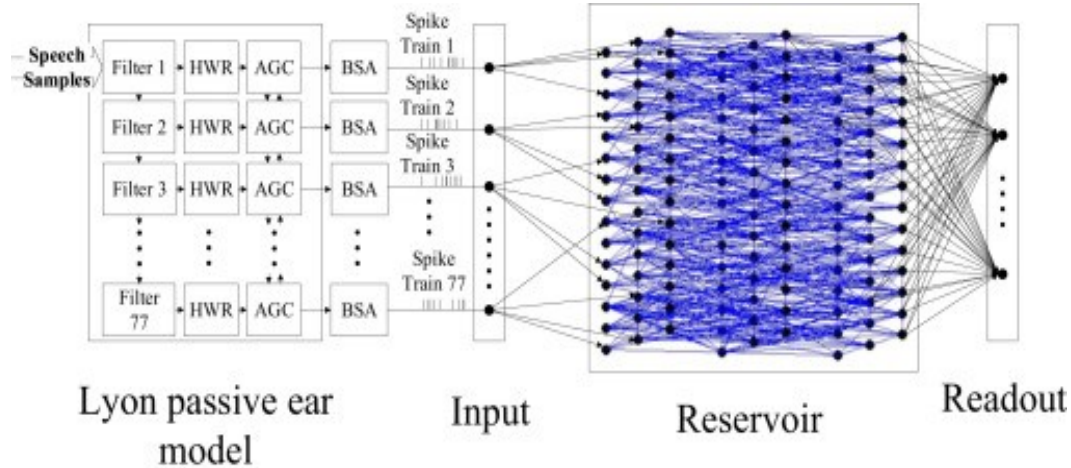 Speech
Samples
Filter 1
HWR
AGC
BSA
Spike
Train 1
Filter 2
HWR
AGC
BSA
Spike
Train 2
Filter 3
HWR
AGC
BSA
Spike
Train 3
Filter
77
HWR
AGC
BSA
Spike
Train 77
Lyon passive ear
model
Input
Reservoir
Readout